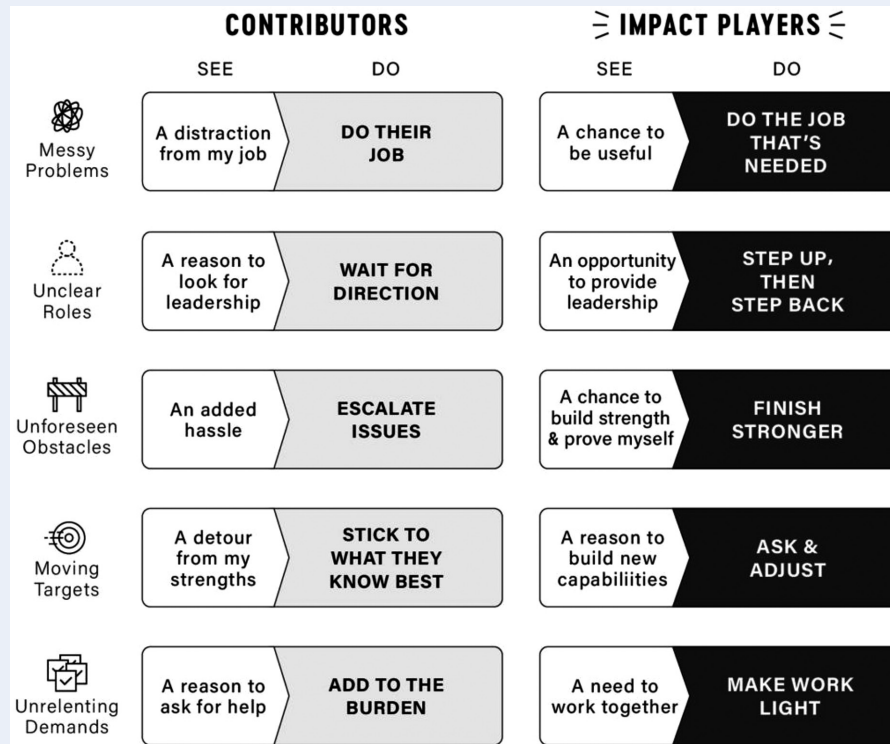 CONTRIBUTORS
IMPACT PLAYERS
SEE
DO
SEE
DO
Messy
Problems
A distraction
from my job
DO THEIR
JOB
A chance to
be useful
DO THE JOB
THAT'S
NEEDED
Unclear
Roles
A reason to
look for
leadership
WAIT FOR
DIRECTION
An opportunity
to provide
leadership
STEP UP,
THEN
STEP BACK
Unforeseen
Obstacles
An added
hassle
ESCALATE
ISSUES
A chance to
build strength
& prove myself
FINISH
STRONGER
Moving
Targets
A detour
from my
strengths
STICK TO
WHAT THEY
KNOW BEST
A reason to
build new
capabiliities
ASK &
ADJUST
Unrelenting
Demands
A reason to
ask for help
ADD TO THE
BURDEN
A need to
work together
MAKE WORK
LIGHT